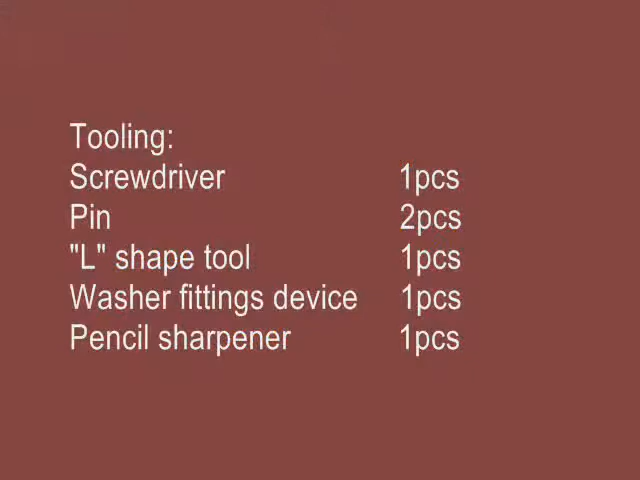 Tooling:
Screwdriver 1pcs
Pin 2pcs
"L" shape tool 1pcs
Washer fittings device 1pcs
Pencil sharpener 1pcs